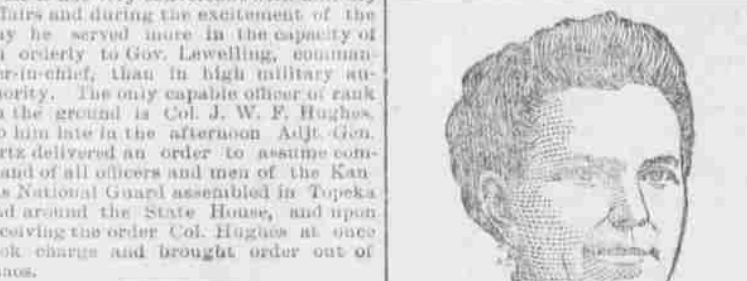 ffairs and during the excitement of the
ay he served more in the capacity of
n orderly to Gov. Lewelling, comman-
er-in-chief, than in high military au-
ority. The only capable officer of rank
n the ground is Col. J. W. F. Hughes.
o him late in the afternoon Adjt. Gen.
rtz delivered an order to assume com-
and of all officers and men of the Kan-
s National Guard assembled in Topeka
nd around the State House, and upon
ceiving the order Col. Hughes at once
ok charge and brought order out of
haos.